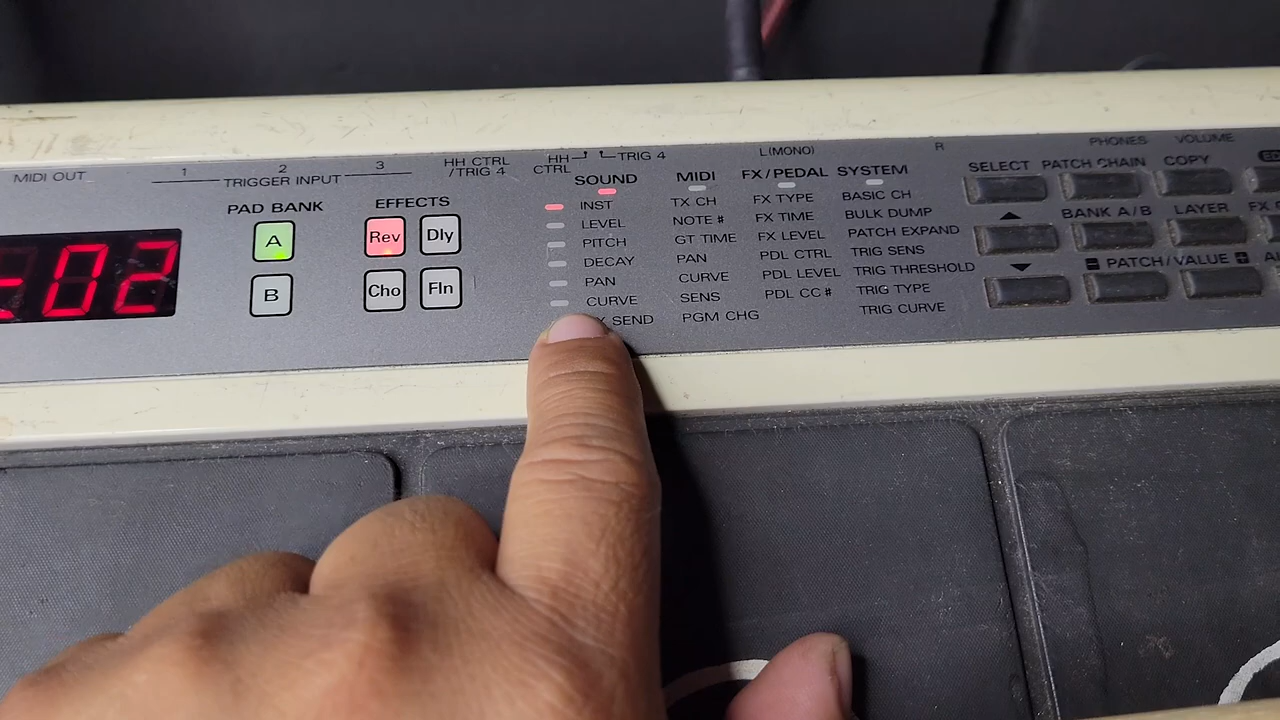 MIDI OUT
1 2 3
TRIGGER INPUT
HH CTRL
/TRIG 4
HH
CTRL
TRIG 4
L(MONO)
R
PHONES
VOLUME
02
PAD BANK
A
B
EFFECTS
Rev
Dly
Cho
Fln
SOUND
INST
LEVEL
PITCH
DECAY
PAN
CURVE
SEND
MIDI
TX CH
NOTE #
GT TIME
PAN
CURVE
SENS
PGM CHG
FX/PEDAL
FX TYPE
FX TIME
FX LEVEL
PDL CTRL
PDL LEVEL
PDL CC#
SYSTEM
BASIC CH
BULK DUMP
PATCH EXPAND
TRIG SENS
TRIG THRESHOLD
TRIG TYPE
TRIG CURVE
SELECT
PATCH CHAIN
COPY
BANK A/B
LAYER
PATCH/VALUE